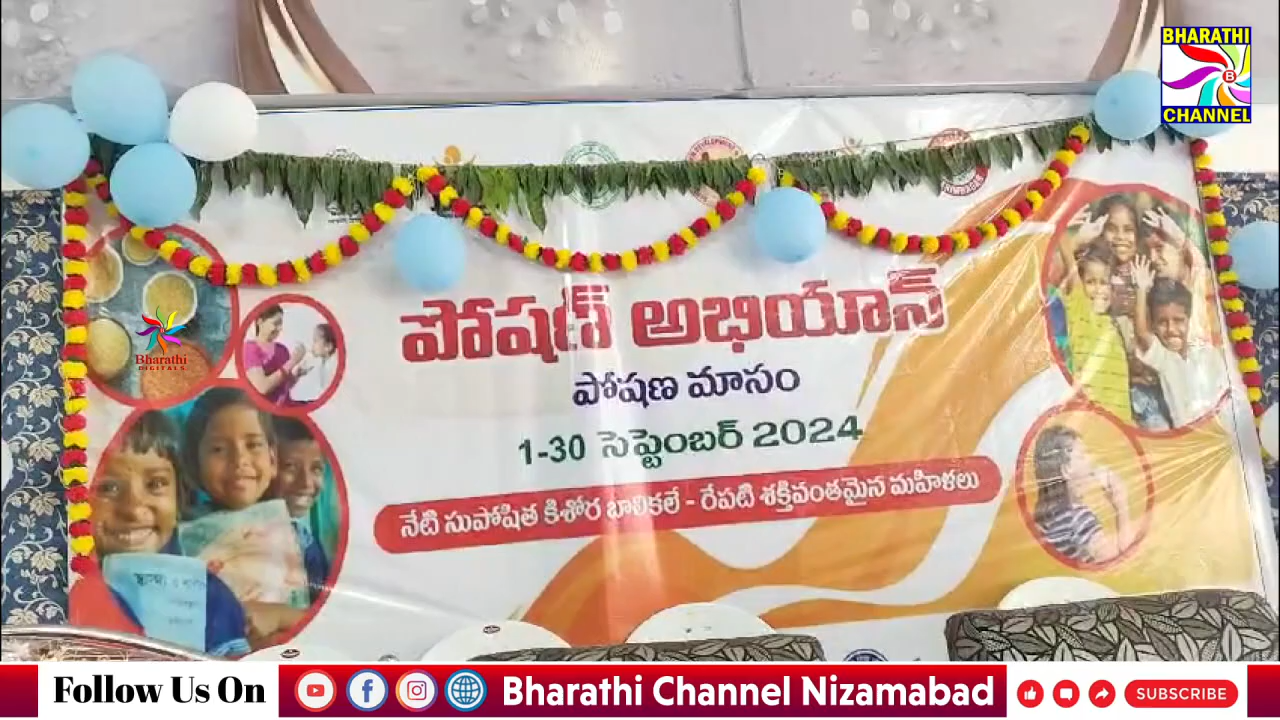 BHARATHI
B
CHANNEL
పోషణ్ అభియాన్
పోషణ మాసం
1-30 సెప్టెంబర్ 2024
నేటి సుపోషిత కిశోర బాలికలే - రేపటి శక్తివంతమైన మహిళలు
Bharathi
DIGITALS
Follow Us On
Bharathi Channel Nizamabad
SUBSCRIBE